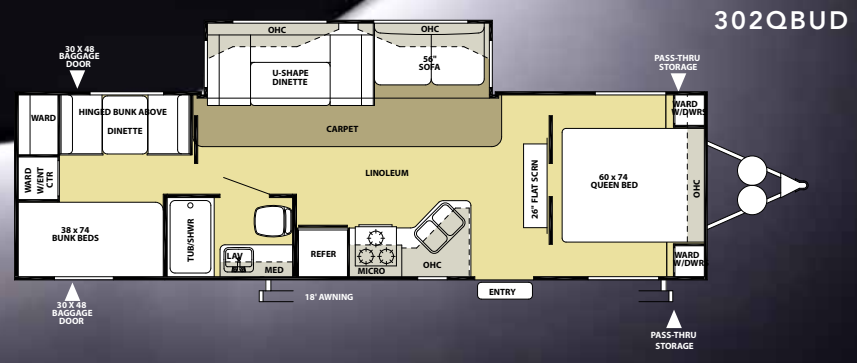 302QBUD
30 X 48
BAGGAGE
DOOR
OHC
OHC
56"
SOFA
U-SHAPE
DINETTE
PASS-THRU
STORAGE
WARD
HINGED BUNK ABOVE
DINETTE
WARD
W/DWRS
CARPET
LINOLEUM
WARD
W/ENT
CTR
26" FLAT SCRN
60 x 74
QUEEN BED
OHC
38 x 74
BUNK BEDS
TUB/SHWR
LAV
MED
REFER
MICRO
OHC
WARD
W/DWRS
ENTRY
18' AWNING
30 X 48
BAGGAGE
DOOR
PASS-THRU
STORAGE